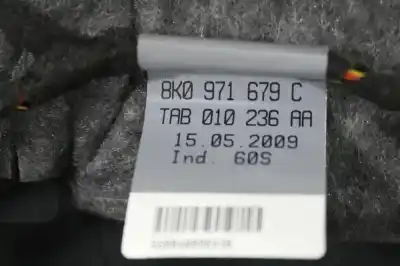 8K0 971 679 C
TAB 010 236 AA
15.05.2009
Ind. 60S